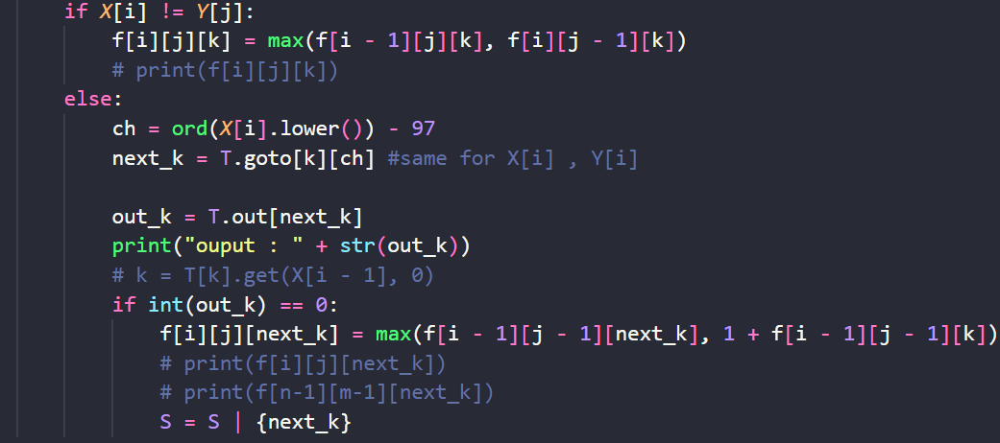 if X[i] != Y[j]:
f[i][j][k] = max(f[i - 1][j][k], f[i][j - 1][k])
# print(f[i][j][k])
else:
ch = ord(X[i].lower()) - 97
next_k = T.goto[k][ch] #same for X[i] , Y[i]
out_k = T.out[next_k]
print("ouput : " + str(out_k))
# k = T[k].get(X[i - 1], 0)
if int(out_k) == 0:
f[i][j][next_k] = max(f[i - 1][j - 1][next_k], 1 + f[i - 1][j - 1][k])
# print(f[i][j][next_k])
# print(f[n-1][m-1][next_k])
S = S | {next_k}